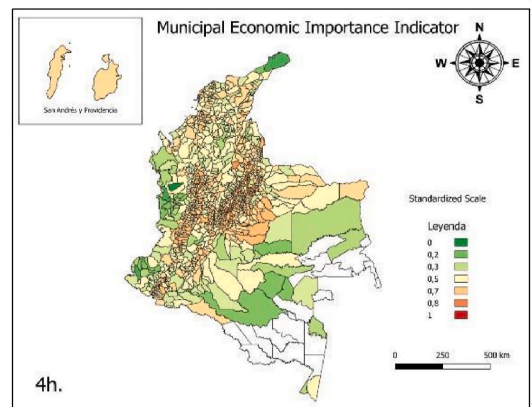 Municipal Economic Importance Indicator
N
W
E
S
San Andrés y Providencia
Standardized Scale
Leyenda
0
0,2
0,3
0,5
0,7
0,8
1
0 250 500 km
4h.